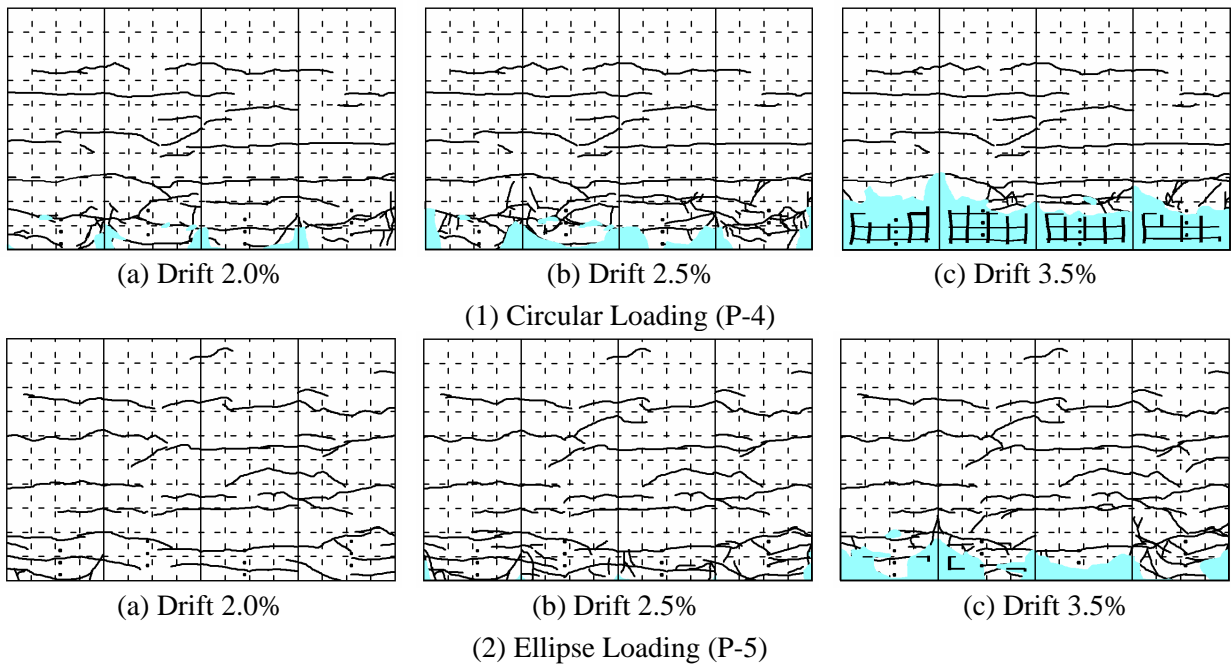 (a) Drift 2.0%
(b) Drift 2.5%
(c) Drift 3.5%
(1) Circular Loading (P-4)
(a) Drift 2.0%
(b) Drift 2.5%
(c) Drift 3.5%
(2) Ellipse Loading (P-5)